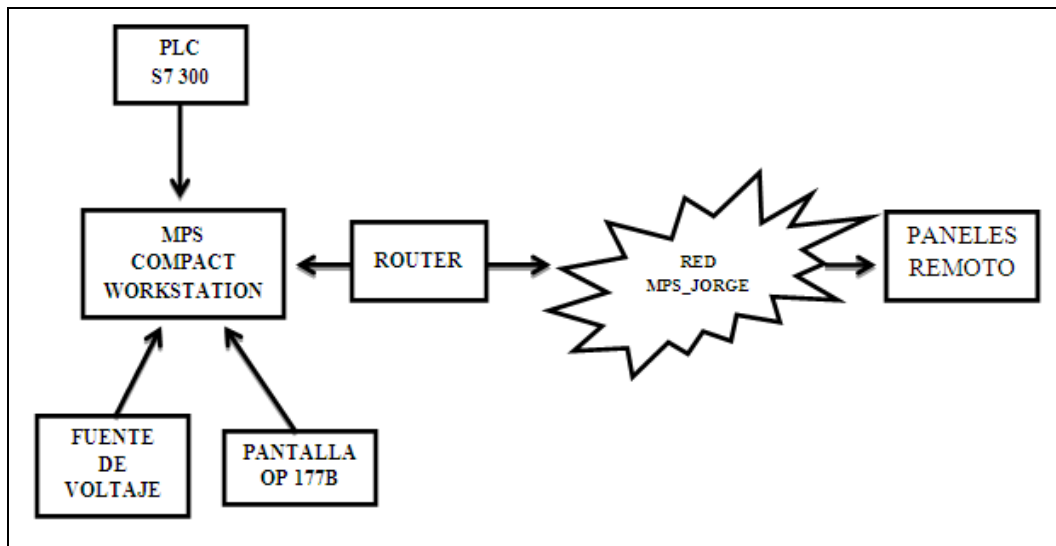 PLC
S7 300
MPS
COMPACT
WORKSTATION
ROUTER
RED
MPS_JORGE
PANELES
REMOTO
FUENTE
DE
VOLTAJE
PANTALLA
OP 177B